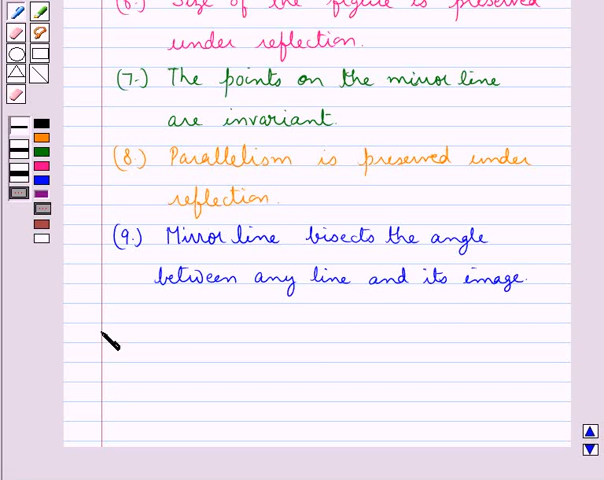 (6.) Size of the figure is preserved
under reflection.
(7.) The points on the mirror line
are invariant.
(8.) Parallelism is preserved under
reflection.
(9.) Mirror line bisects the angle
between any line and its image.